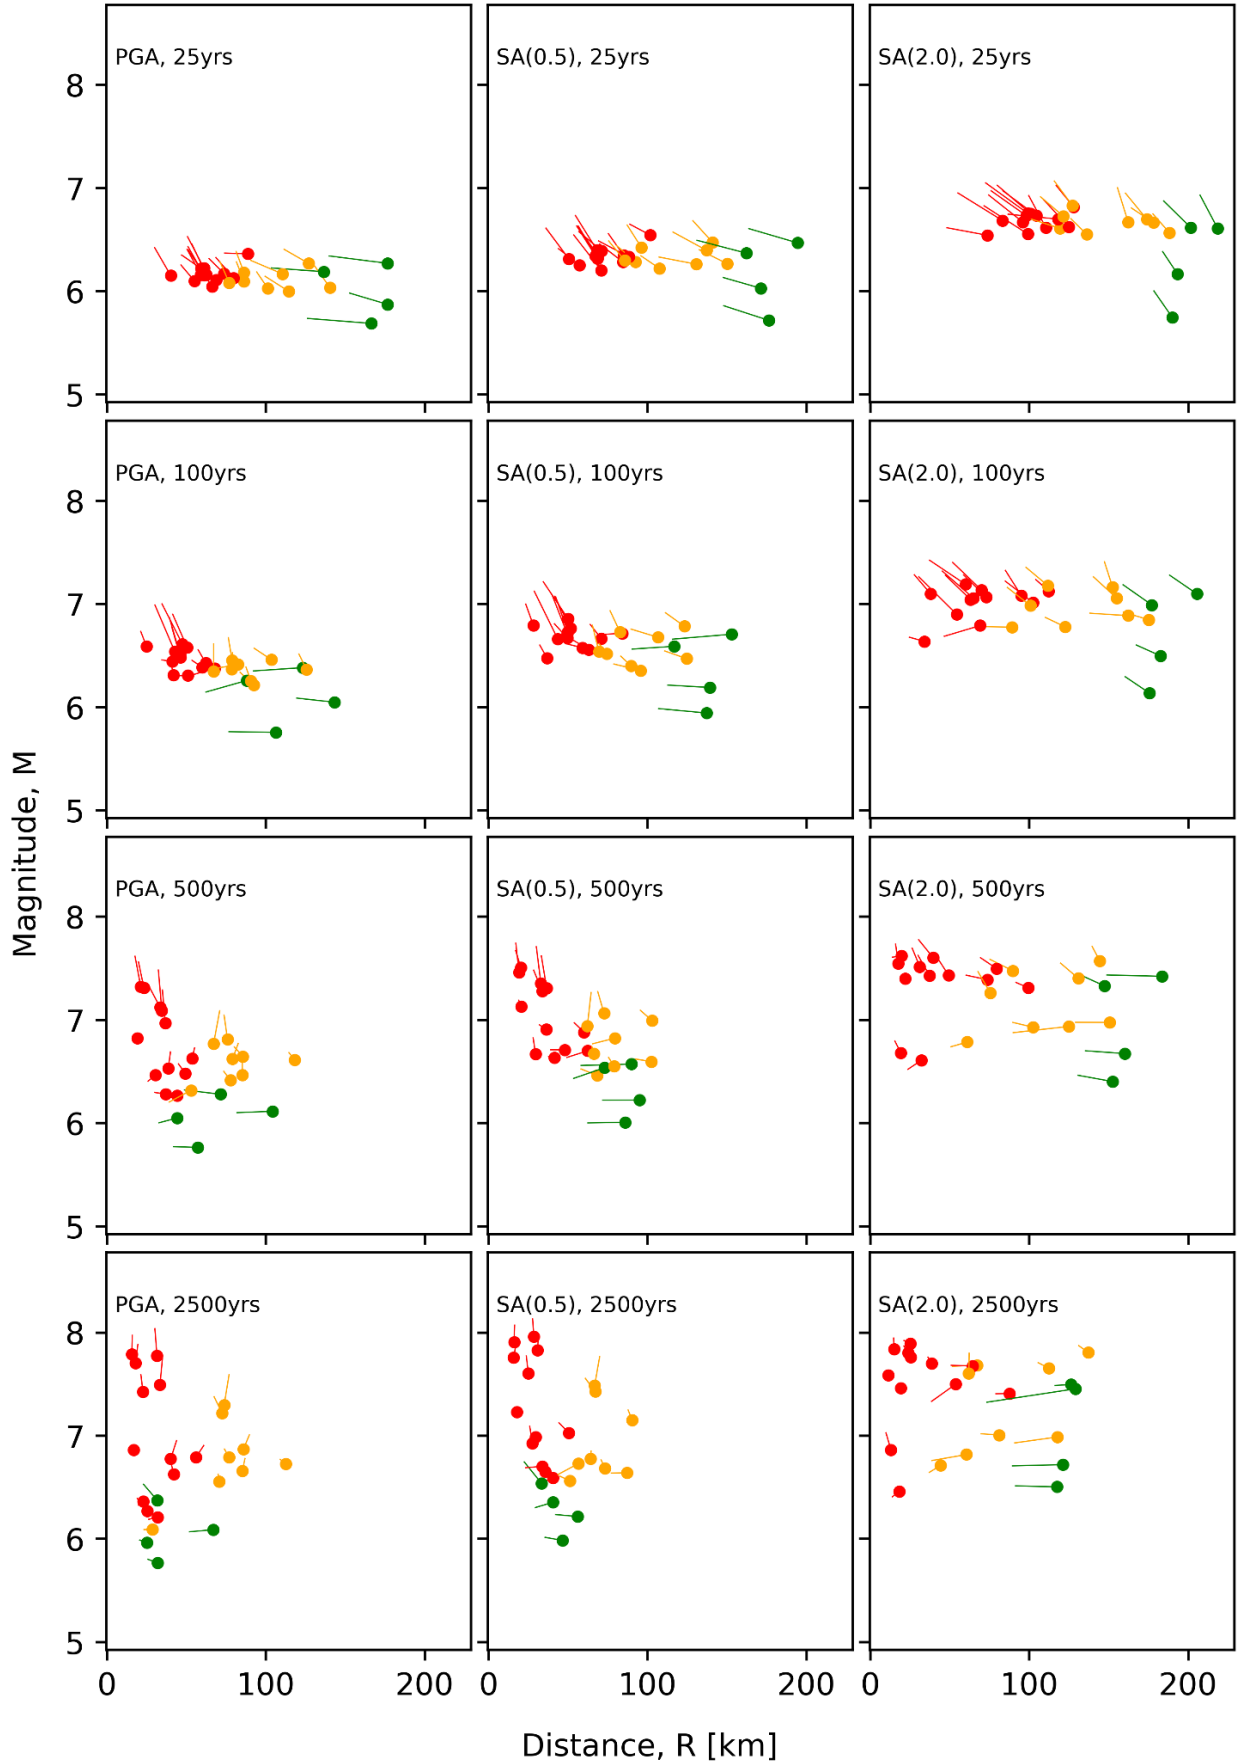 PGA, 25yrs
SA(0.5), 25yrs
SA(2.0), 25yrs
8
7
6
5
PGA, 100yrs
SA(0.5), 100yrs
SA(2.0), 100yrs
8
7
6
5
Magnitude, M
PGA, 500yrs
SA(0.5), 500yrs
SA(2.0), 500yrs
8
7
6
5
PGA, 2500yrs
SA(0.5), 2500yrs
SA(2.0), 2500yrs
8
7
6
5
0 100 200 0 100 200 0 100 200
Distance, R [km]